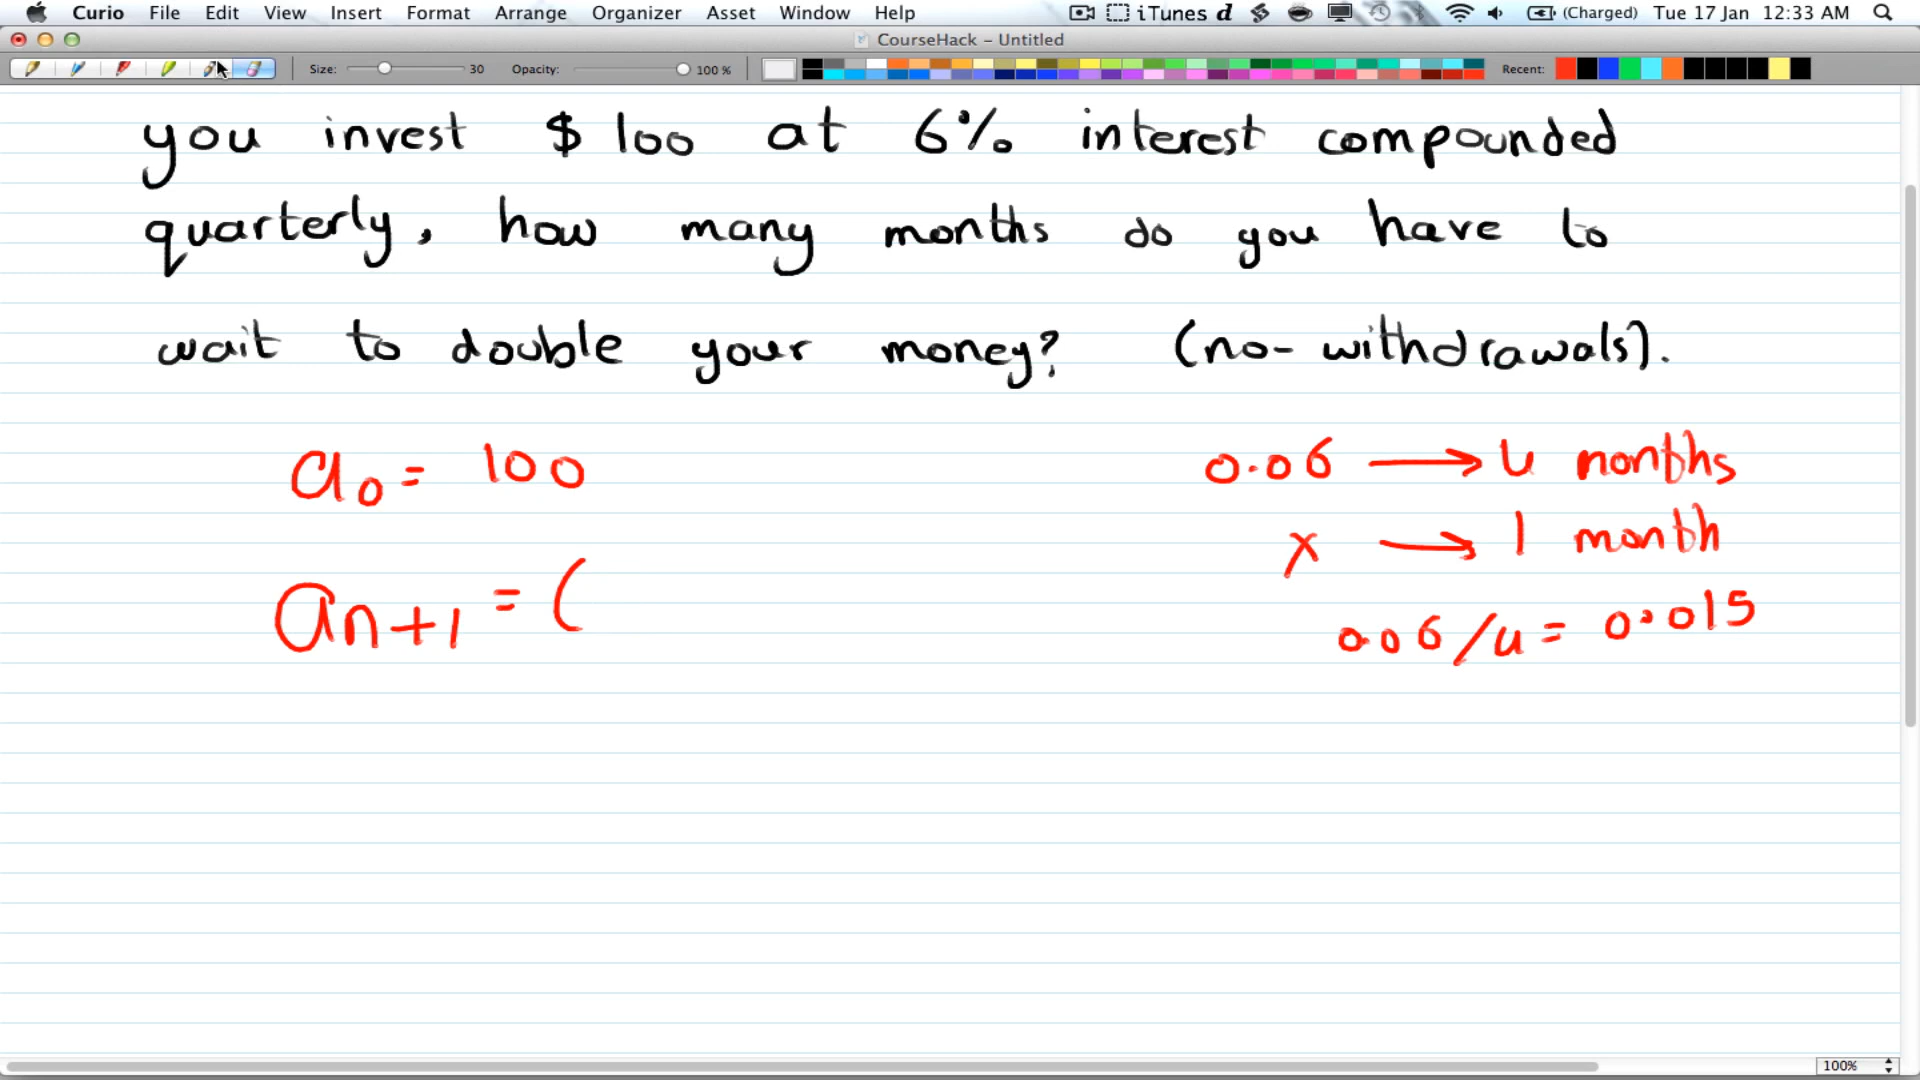 Curio File Edit View Insert Format Arrange Organizer Asset Window Help iTunes d (Charged) Tue 17 Jan 12:33 AM
CourseHack – Untitled
Size: 30 Opacity: 100 % Recent:
you invest $ 100 at 6% interest compounded
quarterly, how many months do you have to
wait to double your money? (no-withdrawals).
a0 = 100
0.06 → 4 months
x → 1 month
an+1 = (
0.06/4 = 0.015
100%